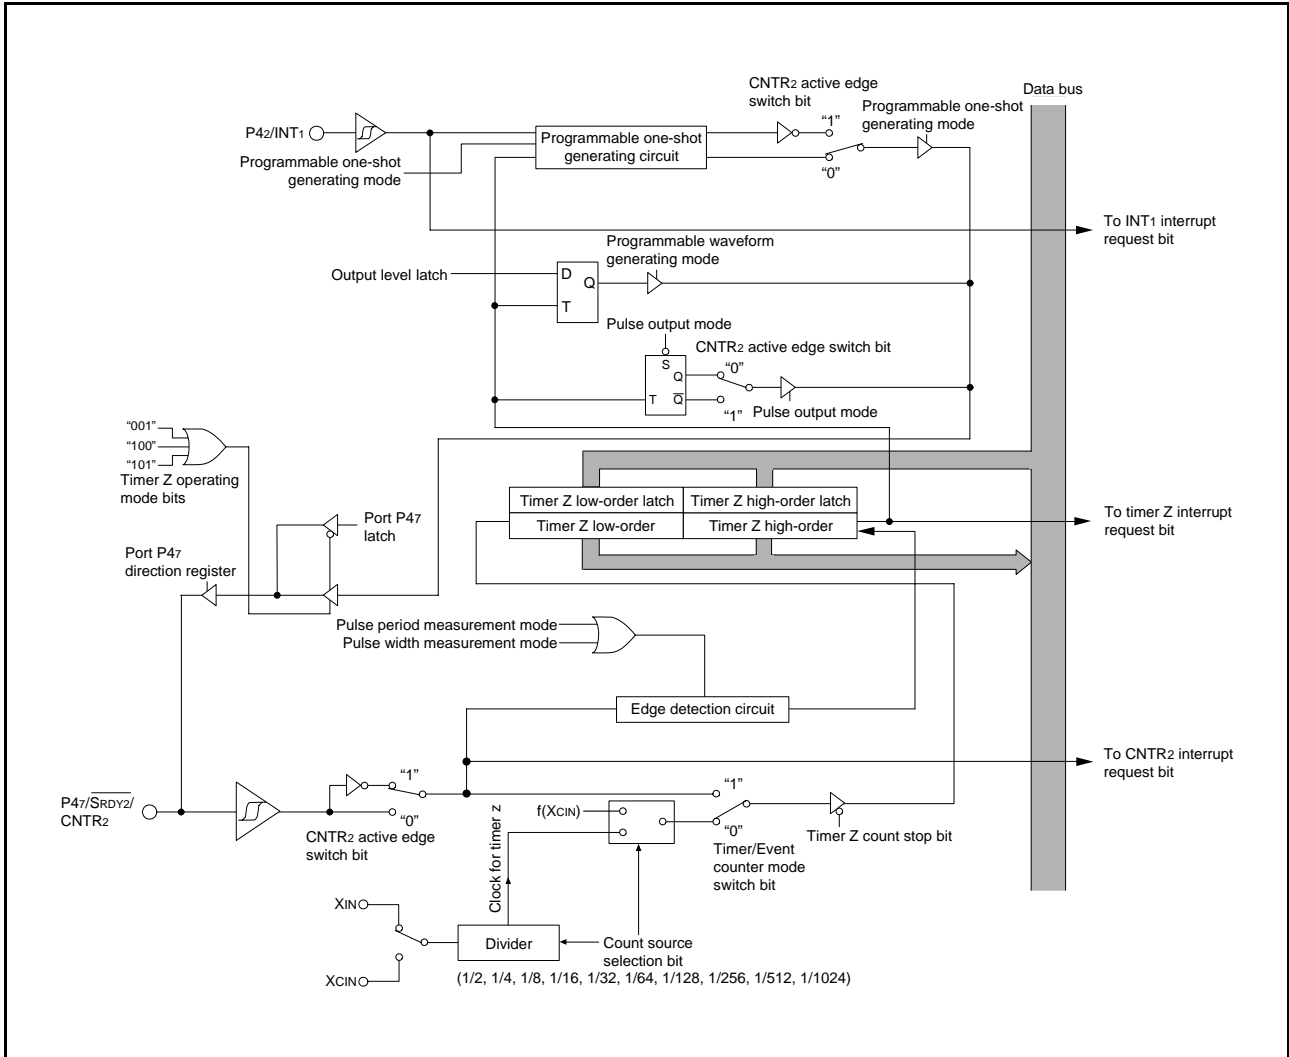 CNTR2 active edge
switch bit
Data bus
Programmable one-shot
generating mode
P42/INT1
"1"
Programmable one-shot
generating circuit
Programmable one-shot
generating mode
"0"
To INT1 interrupt
request bit
Programmable waveform
generating mode
Output level latch
D
Q
T
Pulse output mode
CNTR2 active edge switch bit
S
Q
"0"
T
Q
"1"
Pulse output mode
"001"
"100"
"101"
Timer Z operating
mode bits
Timer Z low-order latch
Timer Z high-order latch
Timer Z low-order
Timer Z high-order
To timer Z interrupt
request bit
Port P47
latch
Port P47
direction register
Pulse period measurement mode
Pulse width measurement mode
Edge detection circuit
To CNTR2 interrupt
request bit
P47/SRDY2/
CNTR2
"1"
"0"
CNTR2 active edge
switch bit
Clock for timer z
f(XCIN)
"1"
"0"
Timer/Event
counter mode
switch bit
Timer Z count stop bit
XIN
XCIN
Divider
Count source
selection bit
(1/2, 1/4, 1/8, 1/16, 1/32, 1/64, 1/128, 1/256, 1/512, 1/1024)